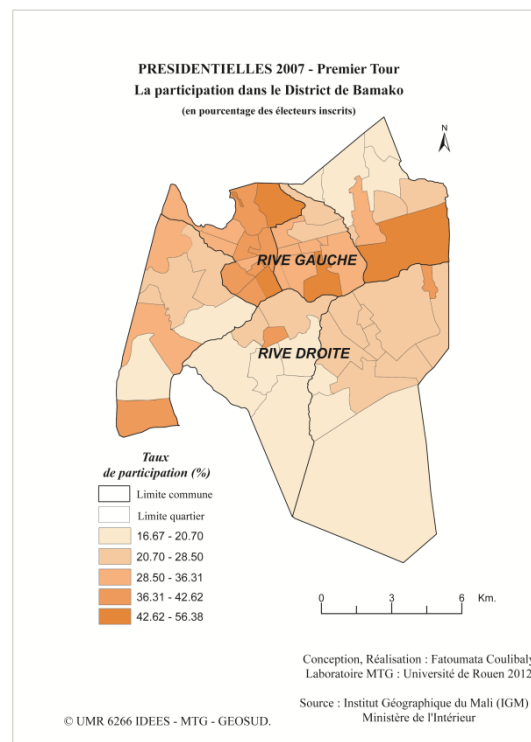 PRESIDENTIELLES 2007 - Premier Tour
La participation dans le District de Bamako
(en pourcentage des électeurs inscrits)
N
RIVE GAUCHE
RIVE DROITE
Taux
de participation (%)
Limite commune
Limite quartier
16.67 - 20.70
20.70 - 28.50
28.50 - 36.31
36.31 - 42.62
42.62 - 56.38
0 3 6 Km.
Conception, Réalisation : Fatoumata Coulibaly
Laboratoire MTG : Université de Rouen 2012
Source : Institut Géographique du Mali (IGM)
Ministère de l'Intérieur
© UMR 6266 IDEES - MTG - GEOSUD.